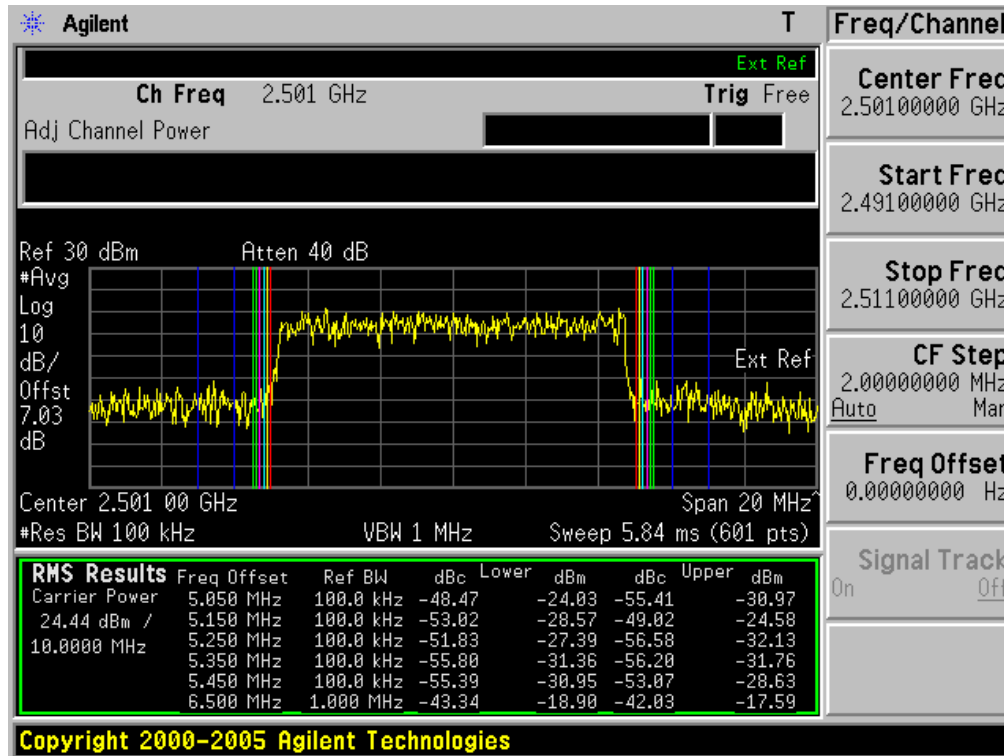 Agilent T Freq/Channel
Ext Ref
Ch Freq 2.501 GHz Trig Free
Adj Channel Power
Center Freq
2.50100000 GHz
Start Freq
2.49100000 GHz
Stop Freq
2.51100000 GHz
CF Step
2.00000000 MHz
Auto Man
Freq Offset
0.00000000 Hz
Signal Track
On Off
Ref 30 dBm Atten 40 dB
#Avg
Log
10
dB/
Offst
7.03
dB
Ext Ref
Center 2.501 00 GHz Span 20 MHz^
#Res BW 100 kHz VBW 1 MHz Sweep 5.84 ms (601 pts)
RMS Results Freq Offset Ref BW dBc Lower dBm dBc Upper dBm
Carrier Power 5.050 MHz 100.0 kHz -48.47 -24.03 -55.41 -30.97
24.44 dBm / 5.150 MHz 100.0 kHz -53.02 -28.57 -49.02 -24.58
10.0000 MHz 5.250 MHz 100.0 kHz -51.83 -27.39 -56.58 -32.13
5.350 MHz 100.0 kHz -55.80 -31.36 -56.20 -31.76
5.450 MHz 100.0 kHz -55.39 -30.95 -53.07 -28.63
6.500 MHz 1.000 MHz -43.34 -18.90 -42.03 -17.59
Copyright 2000-2005 Agilent Technologies